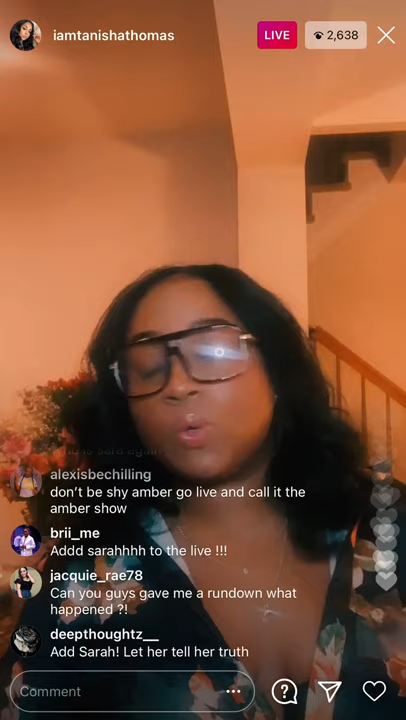 iamtanishathomas
LIVE
2,638
alexisbechilling
don't be shy amber go live and call it the
amber show
brii_me
Addd sarahhhh to the live !!!
jacquie_rae78
Can you guys gave me a rundown what
happened ?!
deepthoughtz__
Add Sarah! Let her tell her truth
Comment